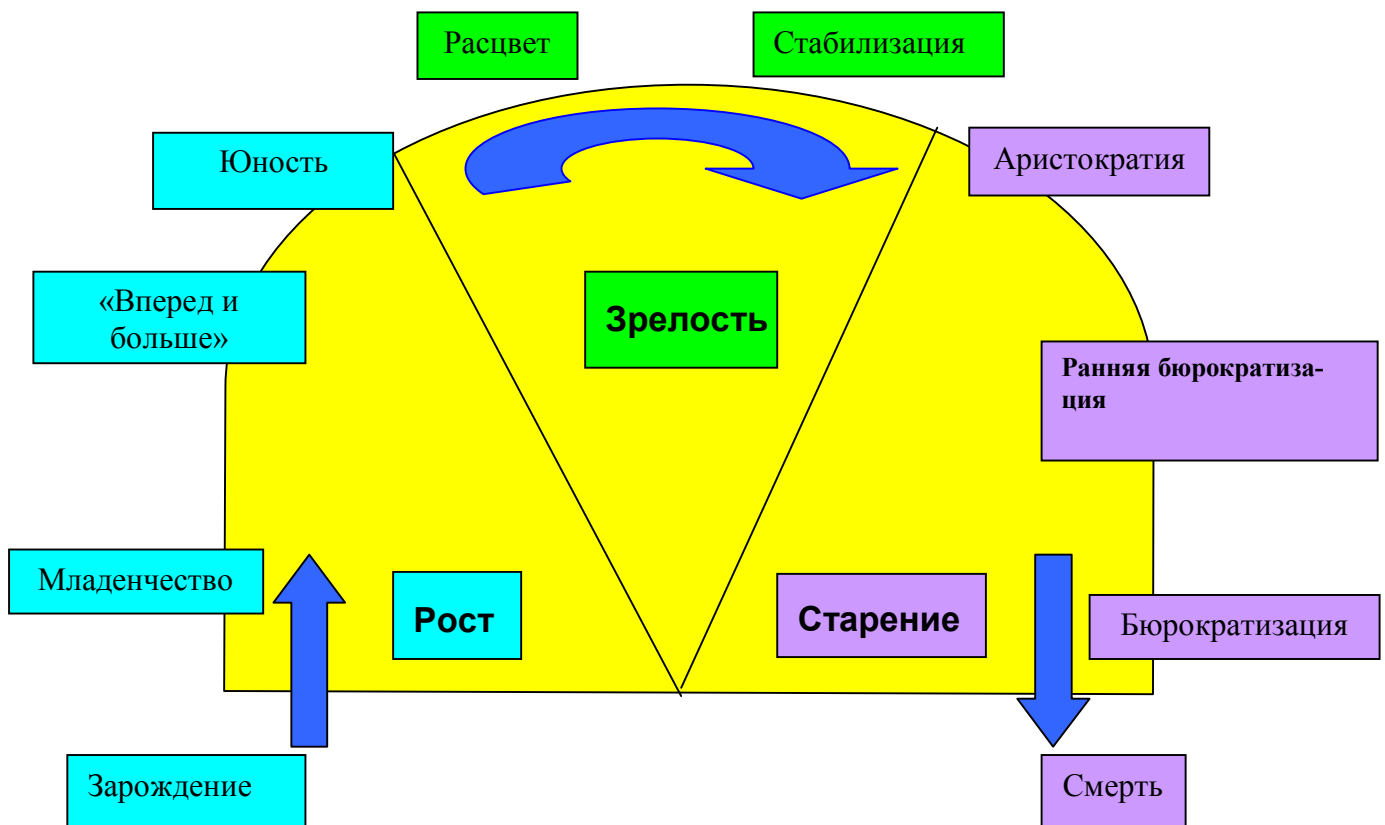 Расцвет
Стабилизация
Юность
Аристократия
«Вперед и
больше»
Зрелость
Ранняя бюрократиза-
ция
Младенчество
Рост
Старение
Бюрократизация
Зарождение
Смерть